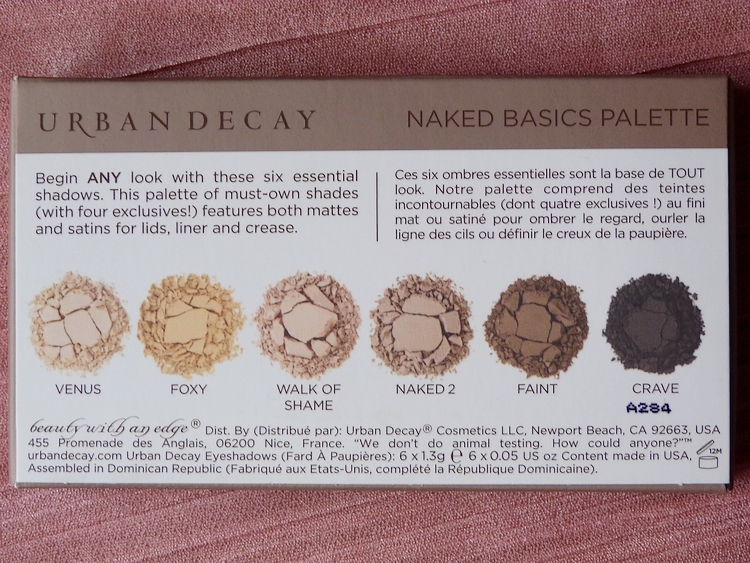 URBAN DECAY
NAKED BASICS PALETTE
Begin ANY look with these six essential
shadows. This palette of must-own shades
(with four exclusives!) features both mattes
and satins for lids, liner and crease.
Ces six ombres essentielles sont la base de TOUT
look. Notre palette comprend des teintes
incontournables (dont quatre exclusives !) au fini
mat ou satiné pour ombrer le regard, ourler la
ligne des cils ou définir le creux de la paupière.
VENUS
FOXY
WALK OF
SHAME
NAKED 2
FAINT
CRAVE
A284
beauty with an edge® Dist. By (Distribué par): Urban Decay® Cosmetics LLC, Newport Beach, CA 92663, USA
455 Promenade des Anglais, 06200 Nice, France. “We don’t do animal testing. How could anyone?”™
urbandecay.com Urban Decay Eyeshadows (Fard À Paupières): 6 x 1.3g ℮ 6 x 0.05 US oz Content made in USA,
Assembled in Dominican Republic (Fabriqué aux Etats-Unis, complété la République Dominicaine).
12M